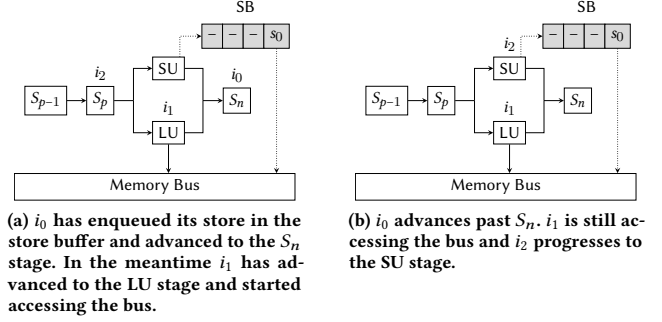 SB
– – – s₀
i₂ SU i₀
Sₚ₋₁ Sₚ i₁ Sₙ
LU
Memory Bus
(a) i₀ has enqueued its store in the
store buffer and advanced to the Sₙ
stage. In the meantime i₁ has ad-
vanced to the LU stage and started
accessing the bus.
SB
– – – s₀
i₂
SU
Sₚ₋₁ Sₚ i₁ Sₙ
LU
Memory Bus
(b) i₀ advances past Sₙ. i₁ is still ac-
cessing the bus and i₂ progresses to
the SU stage.